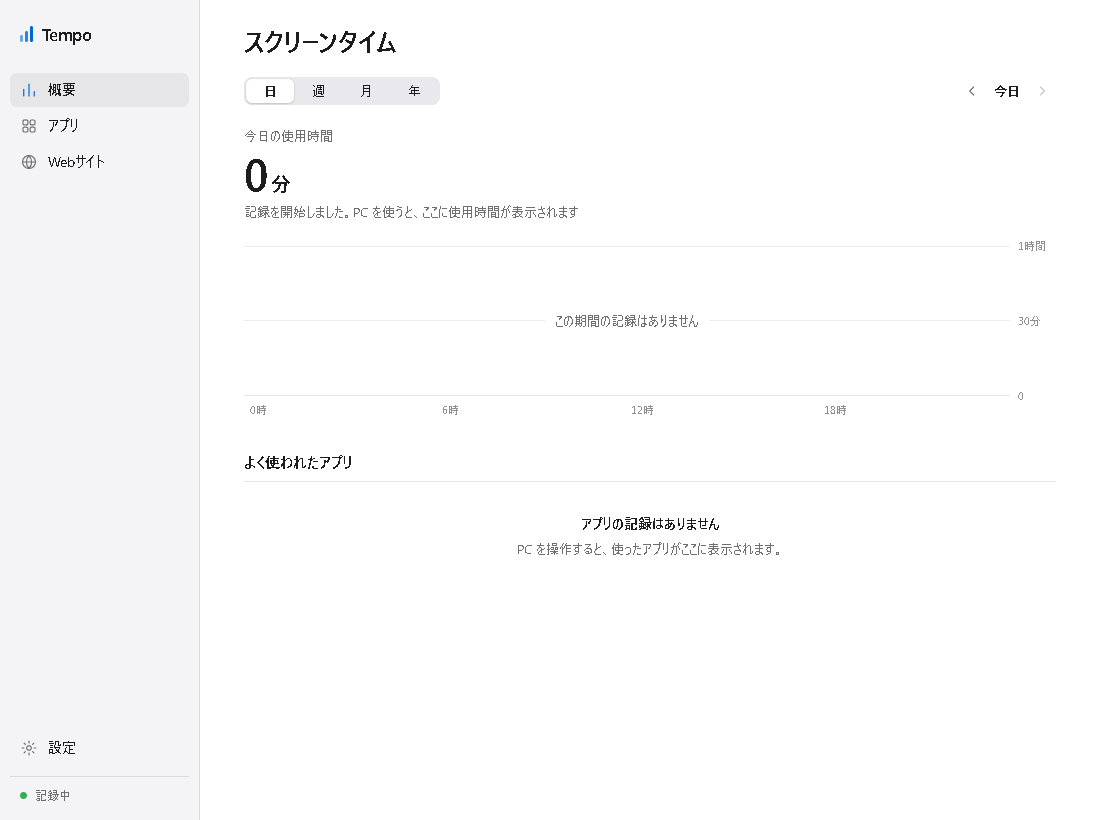 Tempo
概要
アプリ
Webサイト
設定
記録中
スクリーンタイム
日 週 月 年
今日
今日の使用時間
0分
記録を開始しました。PC を使うと、ここに使用時間が表示されます
1時間
この期間の記録はありません
30分
0
0時 6時 12時 18時
よく使われたアプリ
アプリの記録はありません
PC を操作すると、使ったアプリがここに表示されます。